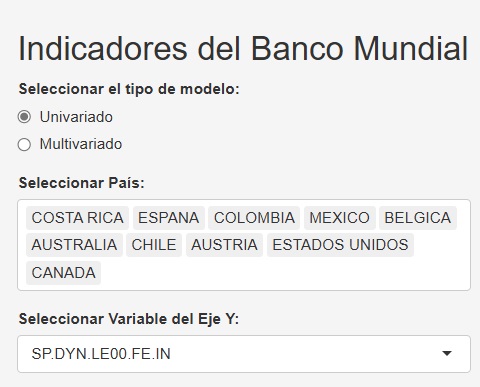 Indicadores del Banco Mundial
Seleccionar el tipo de modelo:
Univariado
Multivariado
Seleccionar País:
COSTA RICA ESPANA COLOMBIA MEXICO BELGICA
AUSTRALIA CHILE AUSTRIA ESTADOS UNIDOS
CANADA
Seleccionar Variable del Eje Y:
SP.DYN.LE00.FE.IN